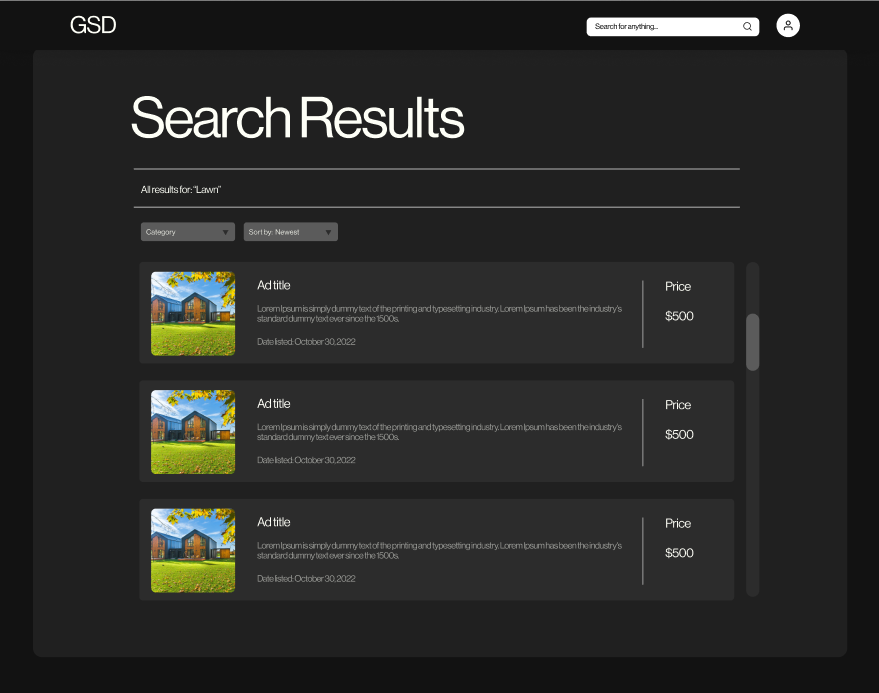 GSD
Search for anything...
Search Results
All results for: "Lawn"
Category
Sort by: Newest
Ad title
Lorem Ipsum is simply dummy text of the printing and typesetting industry. Lorem Ipsum has been the industry's
standard dummy text ever since the 1500s.
Date listed: October 30, 2022
Price
$500
Ad title
Lorem Ipsum is simply dummy text of the printing and typesetting industry. Lorem Ipsum has been the industry's
standard dummy text ever since the 1500s.
Date listed: October 30, 2022
Price
$500
Ad title
Lorem Ipsum is simply dummy text of the printing and typesetting industry. Lorem Ipsum has been the industry's
standard dummy text ever since the 1500s.
Date listed: October 30, 2022
Price
$500